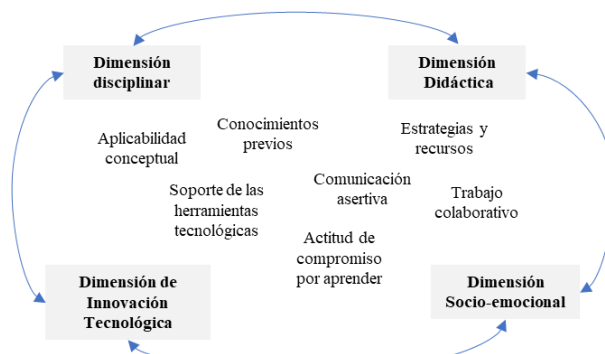 Dimensión
disciplinar
Dimensión
Didáctica
Aplicabilidad
conceptual
Conocimientos
previos
Estrategias y
recursos
Soporte de las
herramientas
tecnológicas
Comunicación
asertiva
Trabajo
colaborativo
Actitud de
compromiso
por aprender
Dimensión de
Innovación
Tecnológica
Dimensión
Socio-emocional